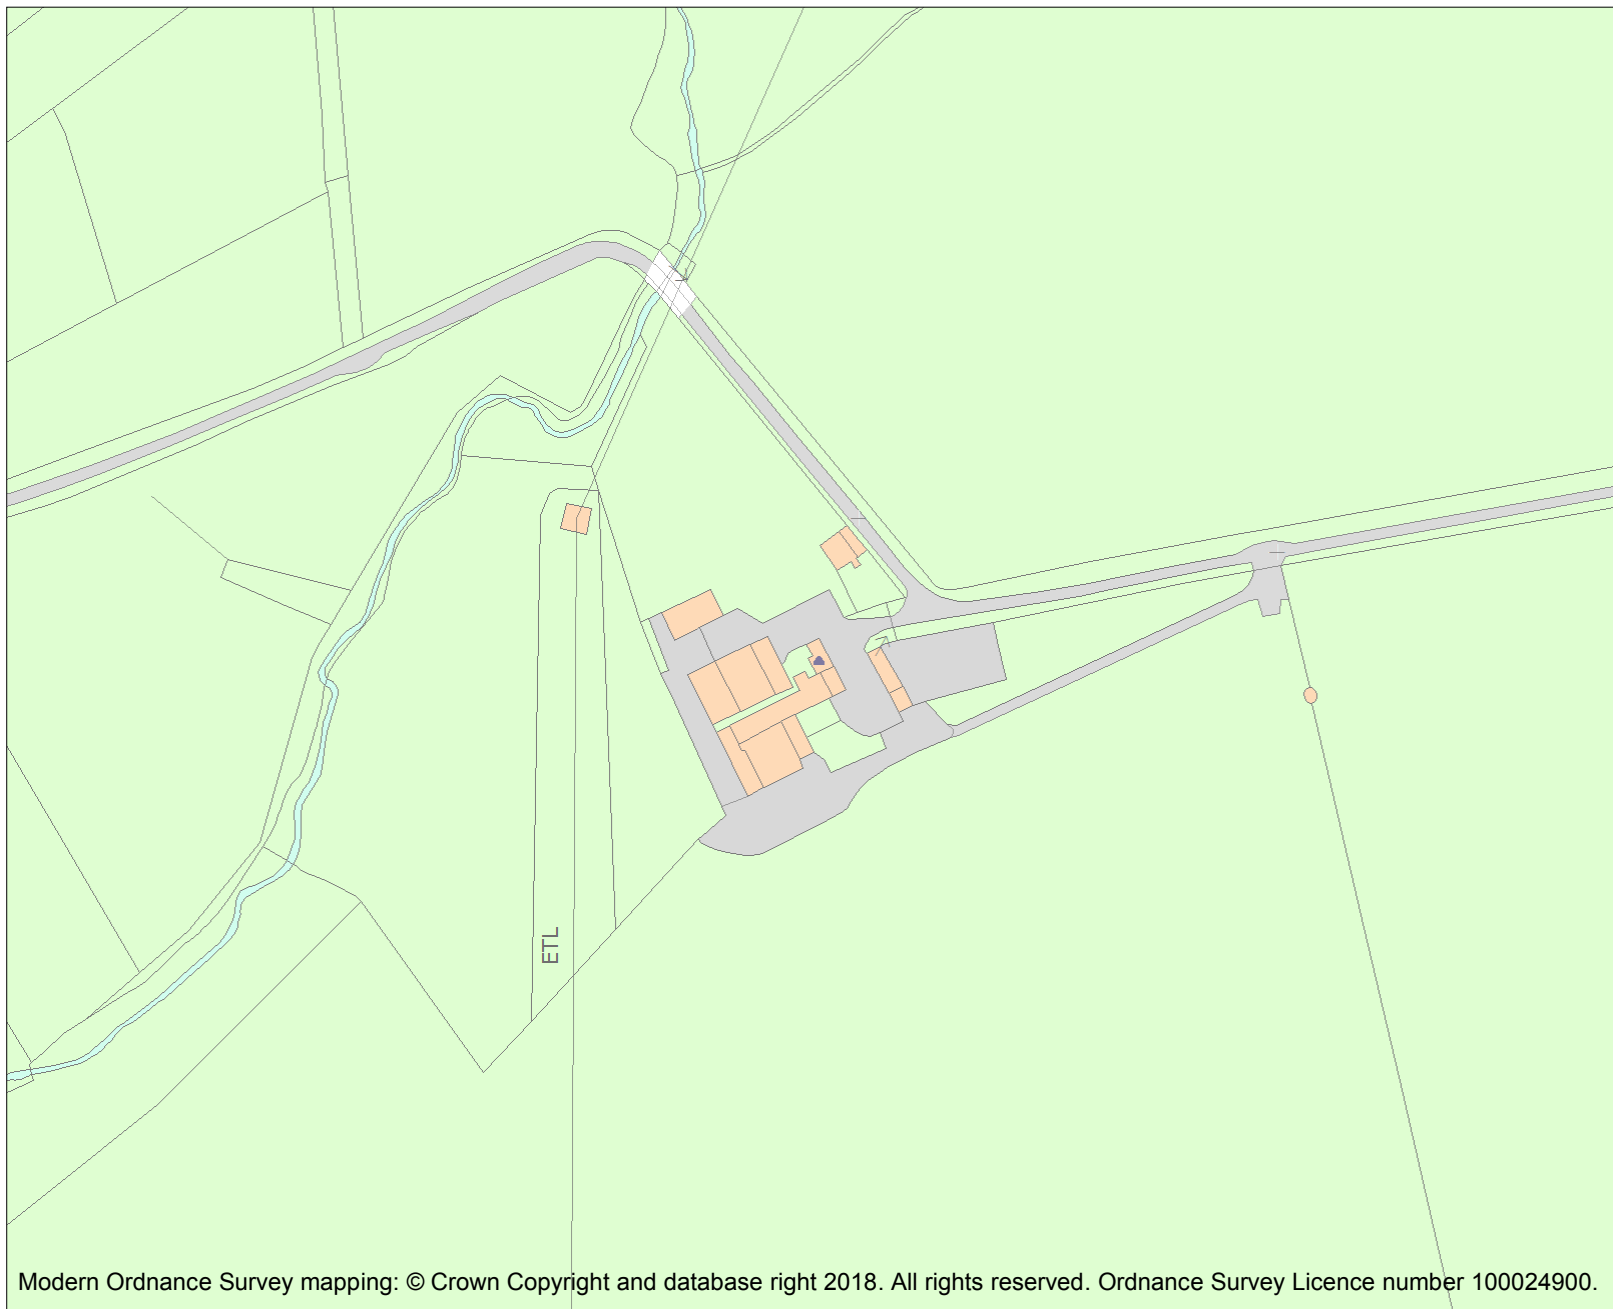 ETL
Modern Ordnance Survey mapping: © Crown Copyright and database right 2018. All rights reserved. Ordnance Survey Licence number 100024900.